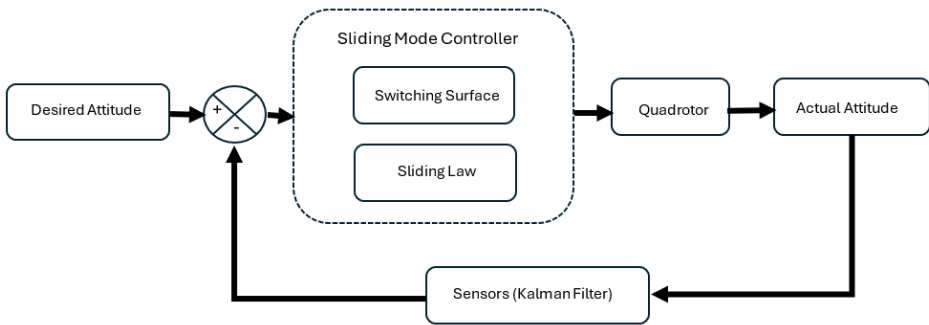 Sliding Mode Controller
Desired Attitude
+
-
Switching Surface
Sliding Law
Quadrotor
Actual Attitude
Sensors (Kalman Filter)